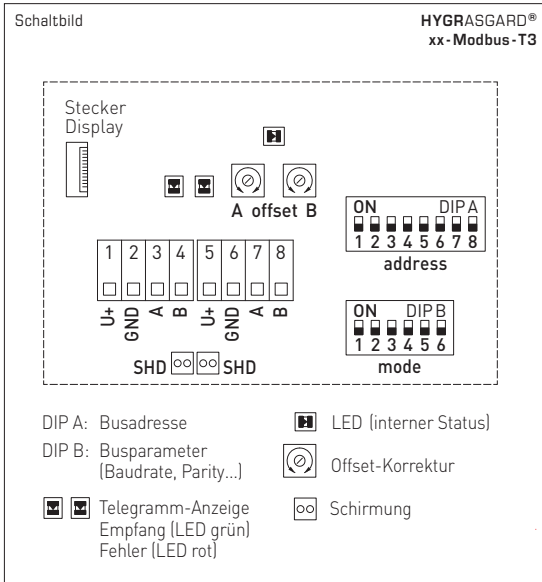 Schaltbild
HYGRASGARD®
xx-Modbus-T3
Stecker
Display
A offset B
ON DIP A
1 2 3 4 5 6 7 8
address
1 2 3 4 5 6 7 8
U+ GND A B U+ GND A B
ON DIP B
1 2 3 4 5 6
mode
SHD SHD
DIP A: Busadresse
DIP B: Busparameter
(Baudrate, Parity...)
Telegramm-Anzeige
Empfang (LED grün)
Fehler (LED rot)
LED (interner Status)
Offset-Korrektur
Schirmung